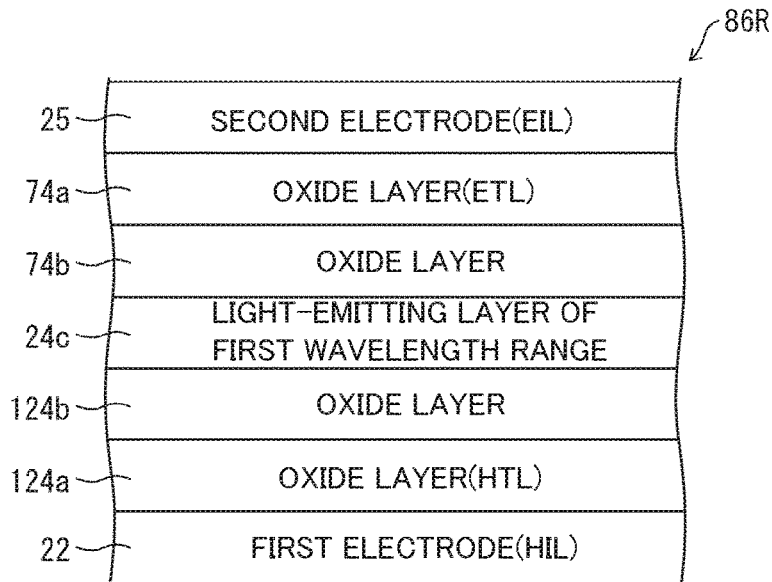 86R
25 SECOND ELECTRODE(EIL)
74a OXIDE LAYER(ETL)
74b OXIDE LAYER
24c LIGHT-EMITTING LAYER OF
FIRST WAVELENGTH RANGE
124b OXIDE LAYER
124a OXIDE LAYER(HTL)
22 FIRST ELECTRODE(HIL)